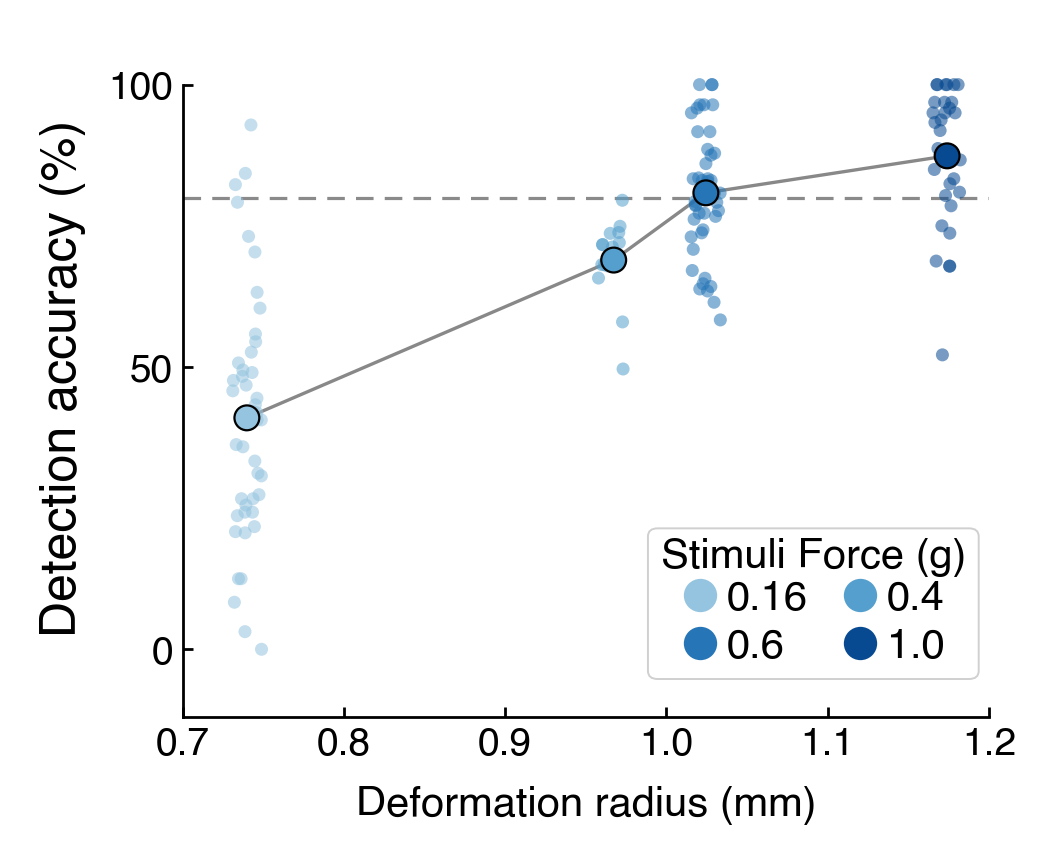 Detection accuracy (%)
100
50
0
Stimuli Force (g)
0.16 0.4
0.6 1.0
0.7 0.8 0.9 1.0 1.1 1.2
Deformation radius (mm)